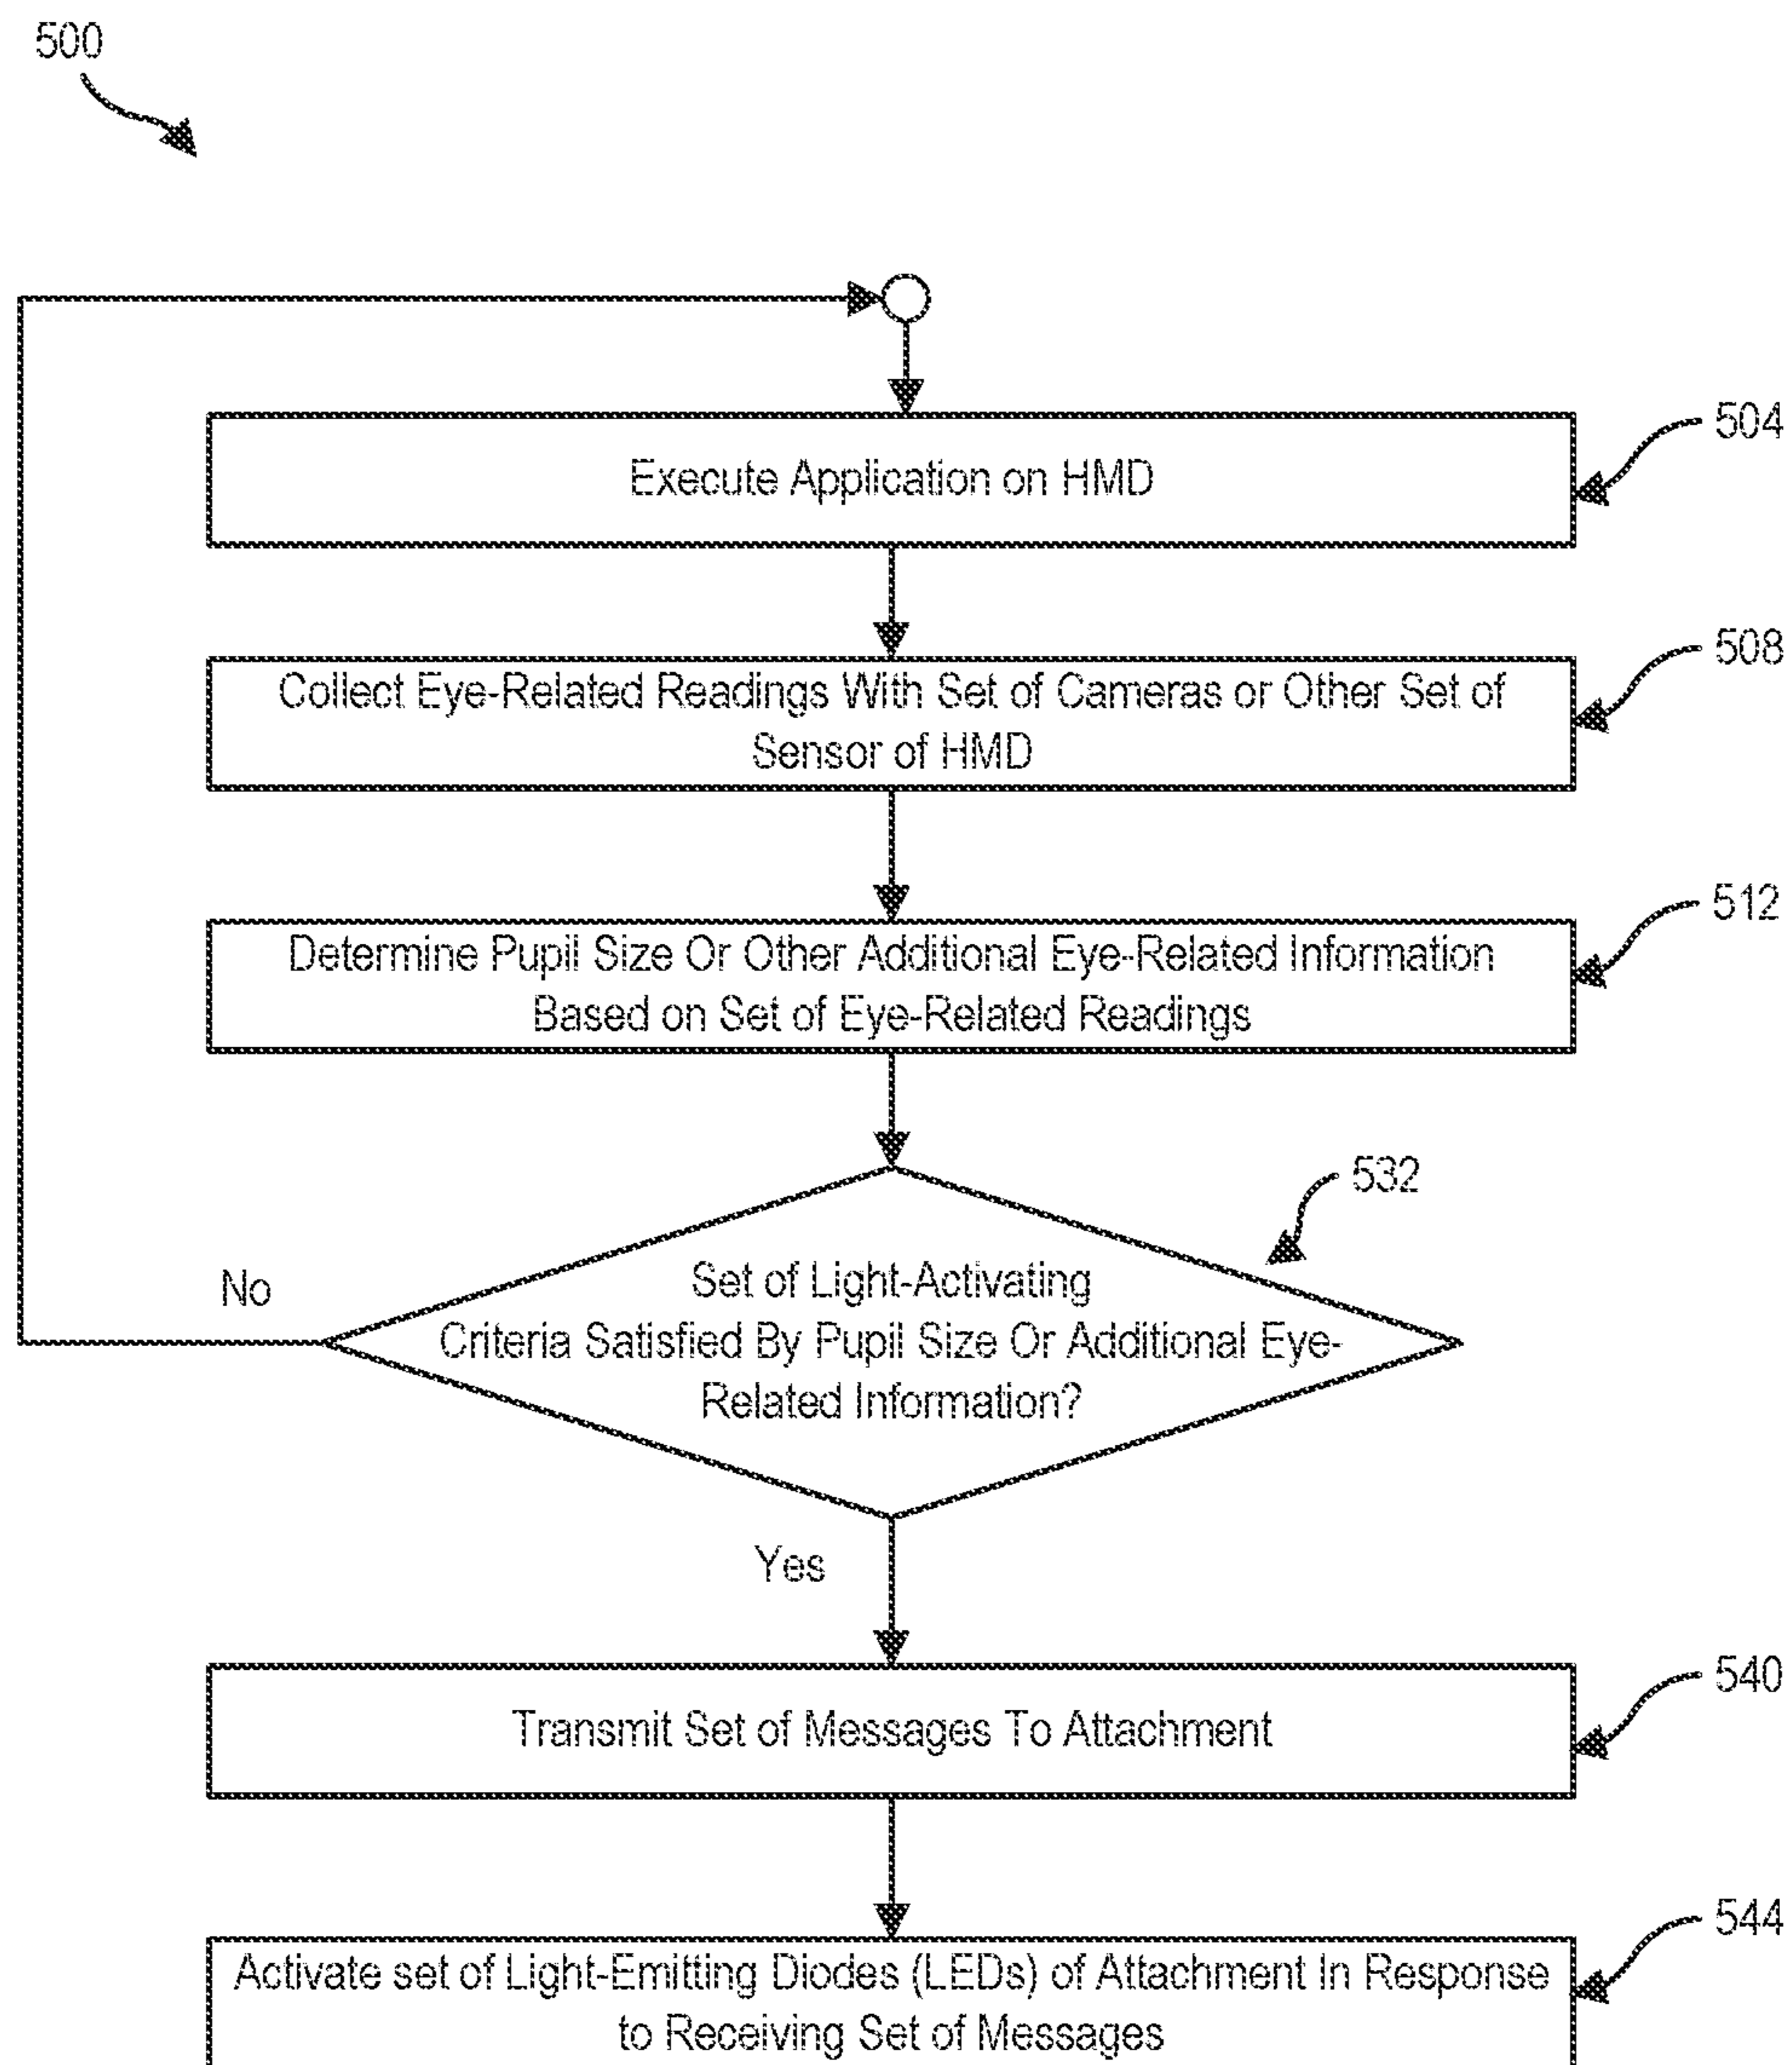 500
Execute Application on HMD
504
Collect Eye-Related Readings With Set of Cameras or Other Set of
Sensor of HMD
508
Determine Pupil Size Or Other Additional Eye-Related Information
Based on Set of Eye-Related Readings
512
532
Set of Light-Activating
Criteria Satisfied By Pupil Size Or Additional Eye-
Related Information?
No
Yes
Transmit Set of Messages To Attachment
540
Activate set of Light-Emitting Diodes (LEDs) of Attachment In Response
to Receiving Set of Messages
544